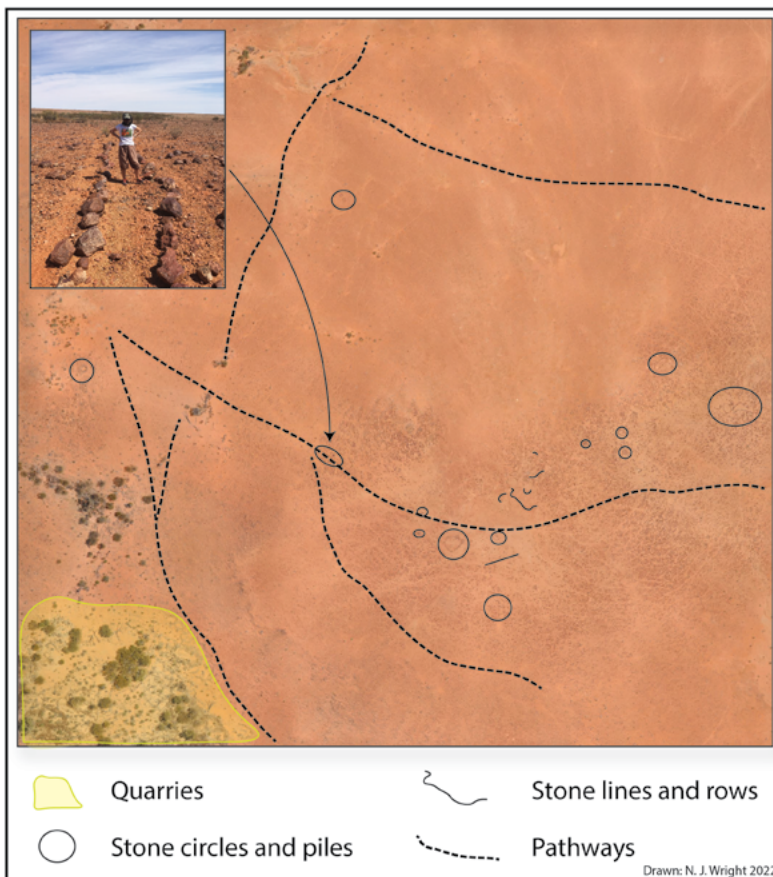 Quarries
Stone lines and rows
Stone circles and piles
Pathways
Drawn: N. J. Wright 2022